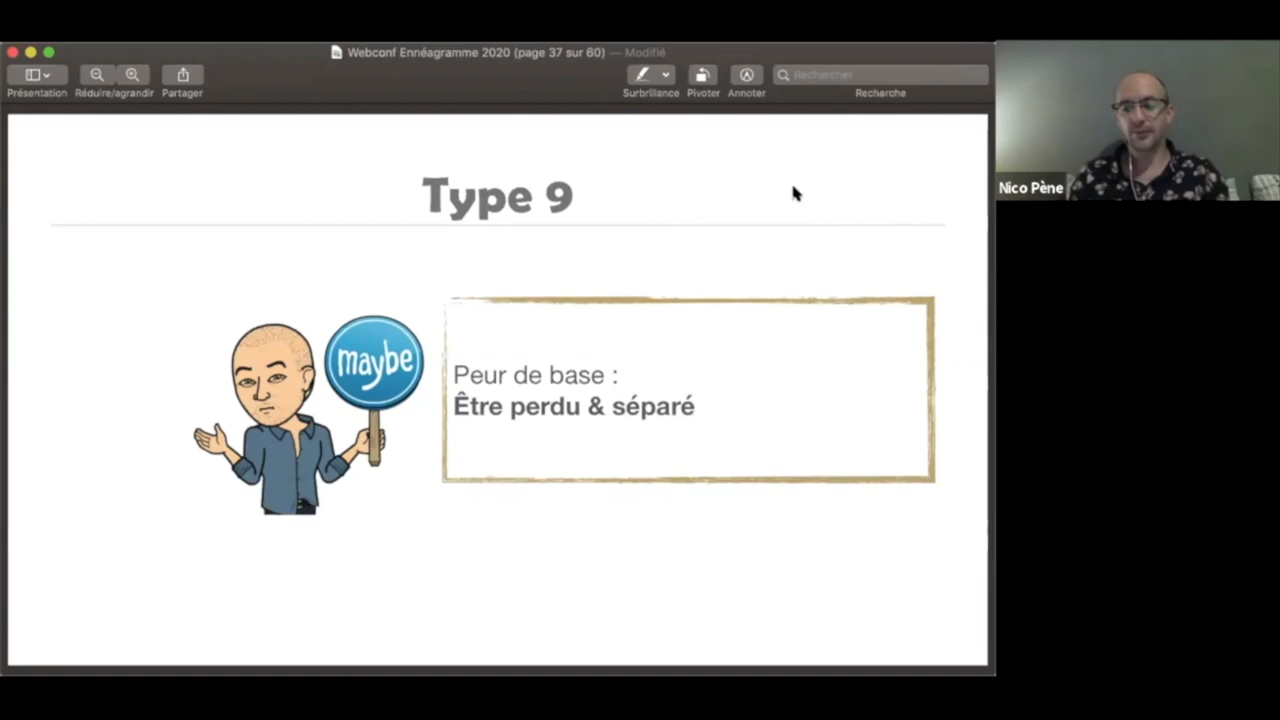 Webconf Ennéagramme 2020 (page 37 sur 60) — Modifié
Présentation
Réduire/agrandir
Partager
Surbrillance
Pivoter
Annoter
Rechercher
Recherche
Nico Pène
Type 9
maybe
Peur de base :
Être perdu & séparé